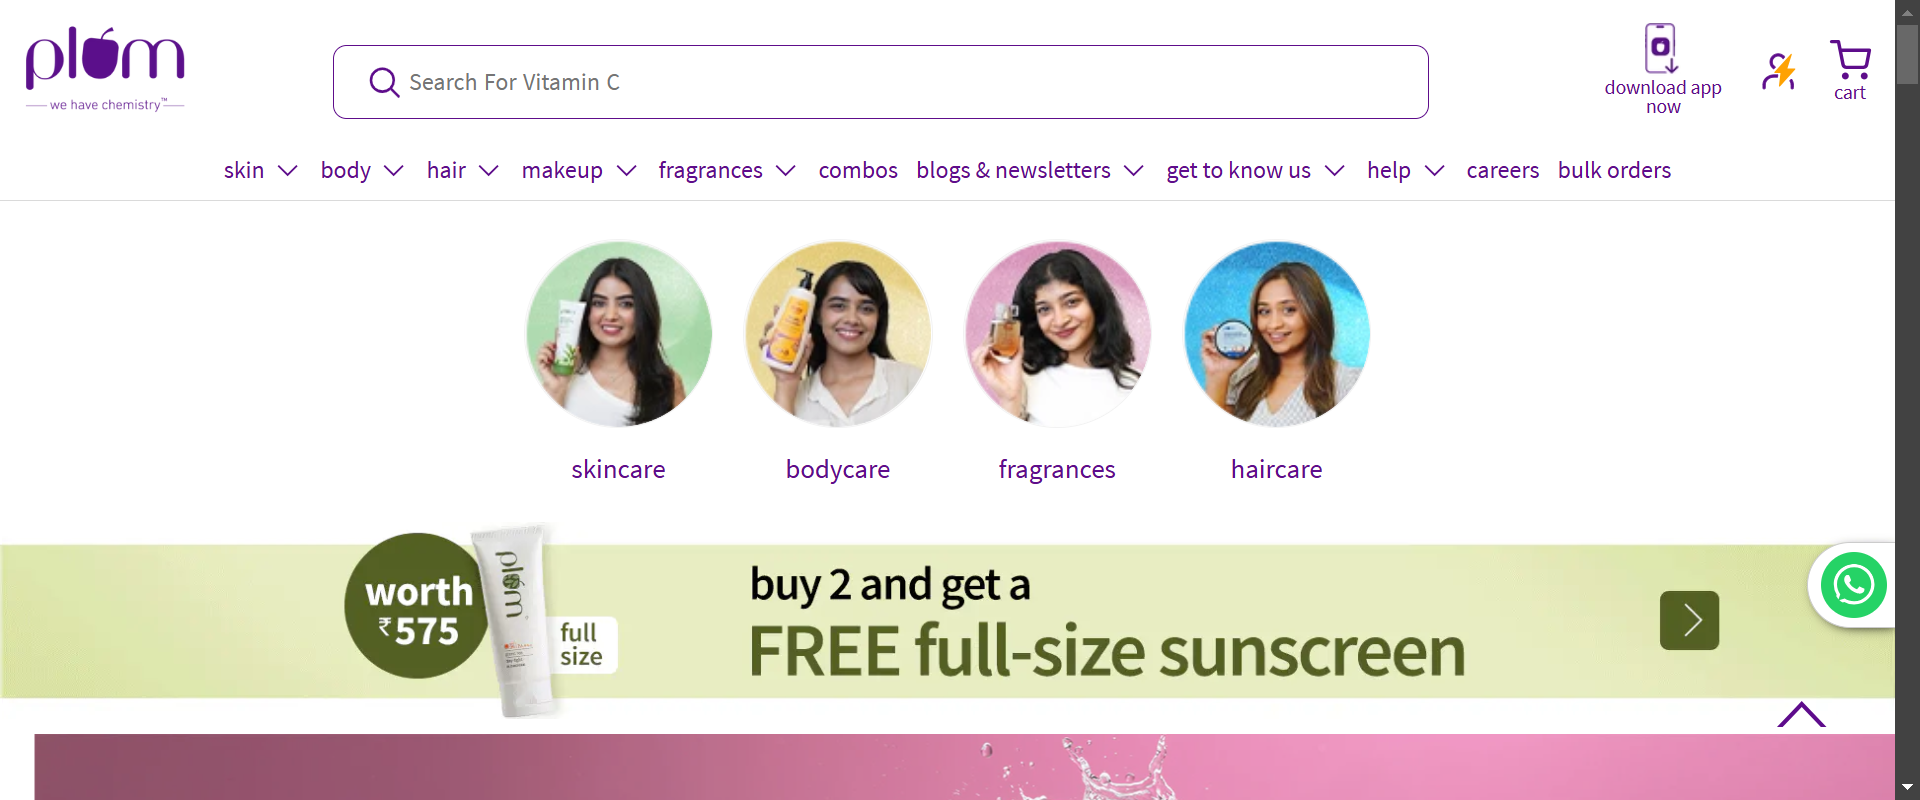 plum
we have chemistry™
Search For Vitamin C
download app
now
cart
skin
body
hair
makeup
fragrances
combos
blogs & newsletters
get to know us
help
careers
bulk orders
skincare
bodycare
fragrances
haircare
worth
₹575
plum
full
size
buy 2 and get a
FREE full-size sunscreen